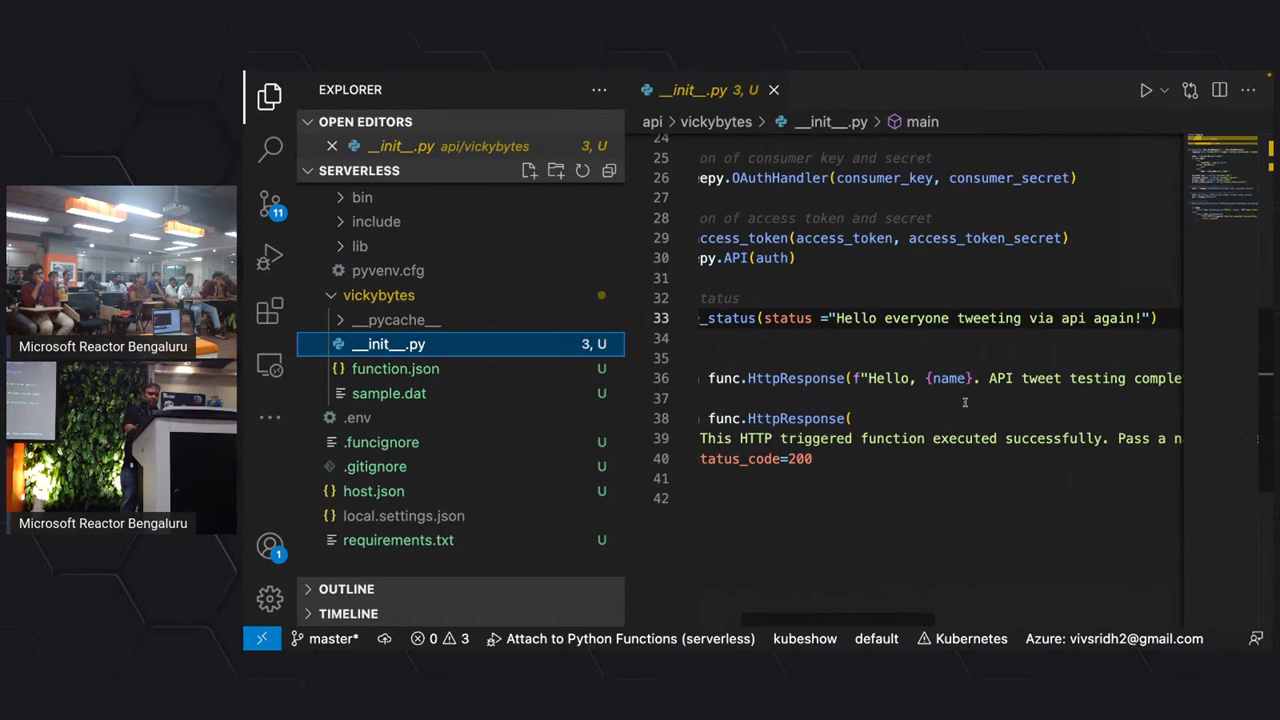 EXPLORER
OPEN EDITORS
__init__.py api/vickybytes 3, U
SERVERLESS
bin
include
lib
pyvenv.cfg
vickybytes
__pycache__
__init__.py 3, U
function.json U
sample.dat U
.env
.funcignore U
.gitignore U
host.json U
local.settings.json
requirements.txt U
OUTLINE
TIMELINE
11
1
__init__.py 3, U
api > vickybytes > __init__.py > main
24
25 on of consumer key and secret
26 epy.OAuthHandler(consumer_key, consumer_secret)
27
28 on of access token and secret
29 access_token(access_token, access_token_secret)
30 epy.API(auth)
31
32 tatus
33 _status(status ="Hello everyone tweeting via api again!")
34
35
36 func.HttpResponse(f"Hello, {name}. API tweet testing comple
37
38 func.HttpResponse(
39 This HTTP triggered function executed successfully. Pass a n
40 tatus_code=200
41
42
Microsoft Reactor Bengaluru
Microsoft Reactor Bengaluru
master* 0 3 Attach to Python Functions (serverless) kubeshow default Kubernetes Azure: vivsridh2@gmail.com